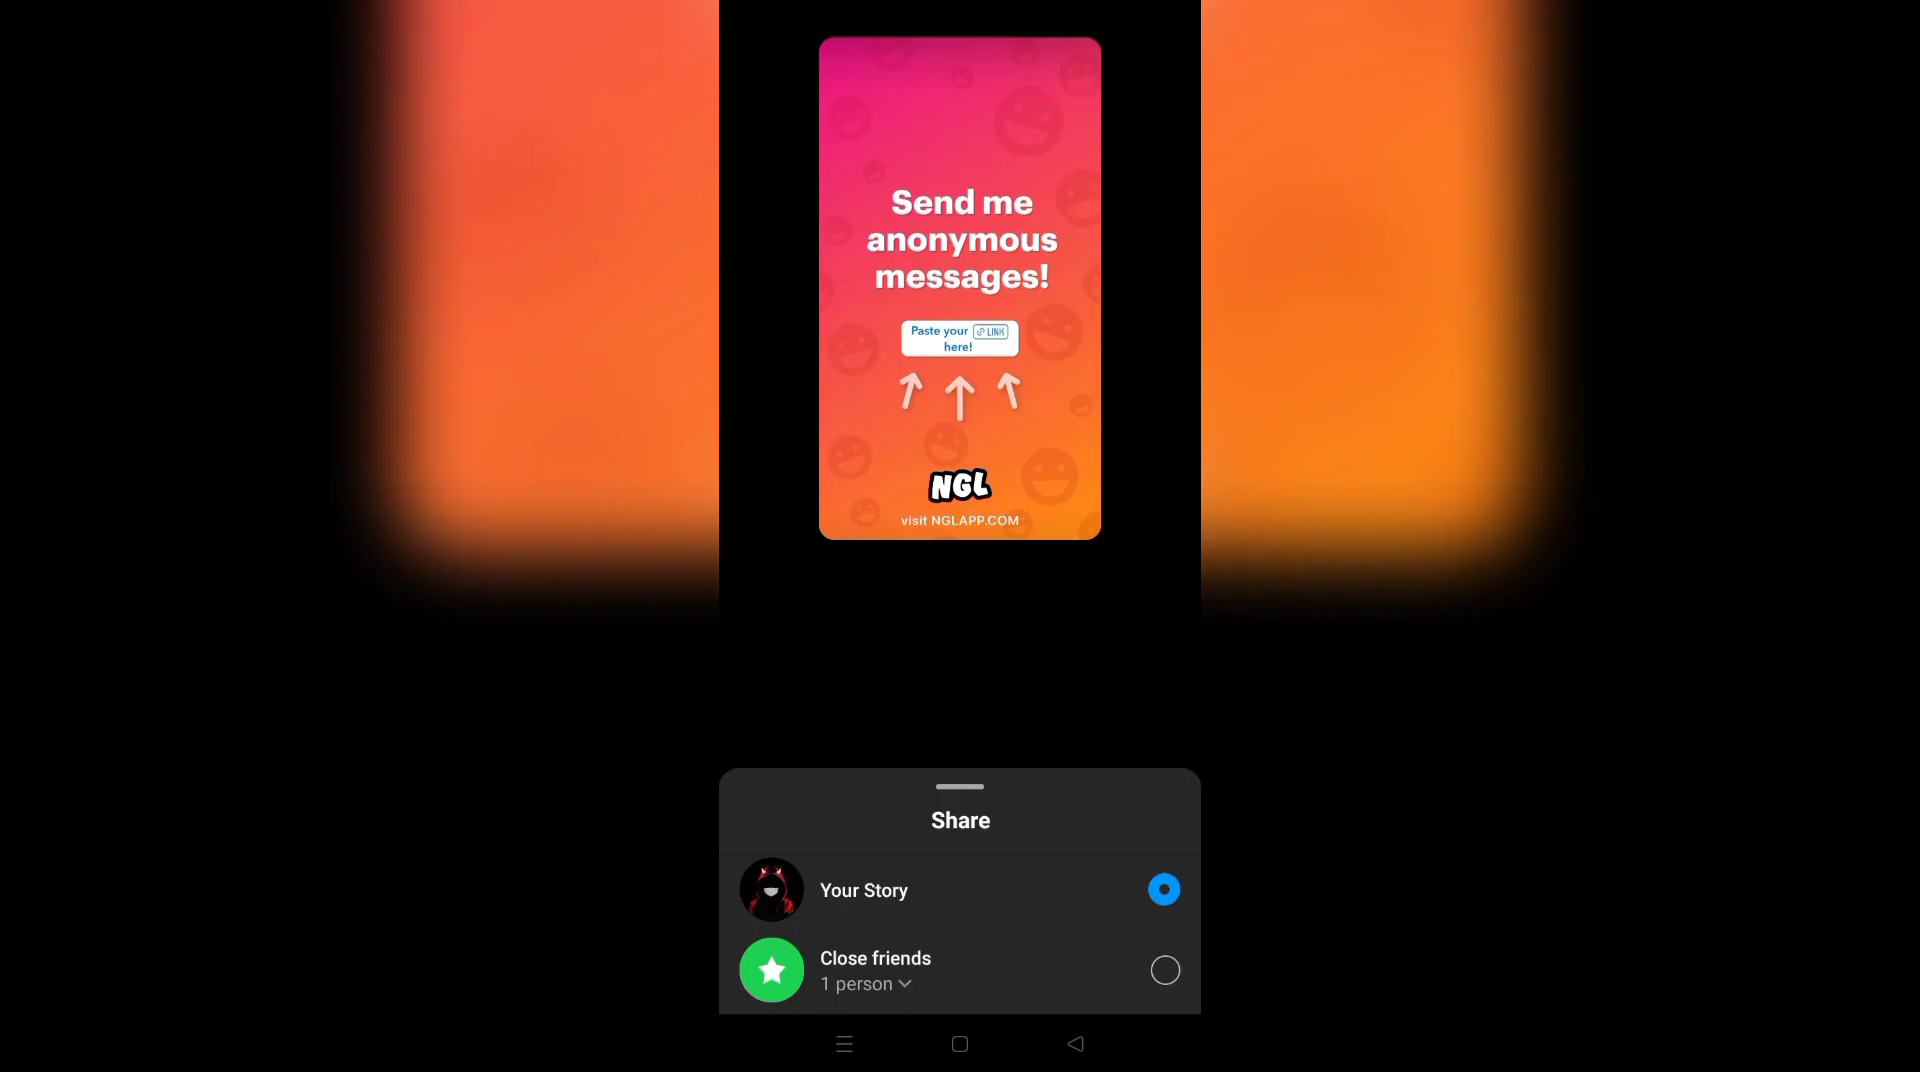 Send me
anonymous
messages!
Paste your LINK
here!
NGL
visit NGLAPP.COM
Share
Your Story
Close friends
1 person